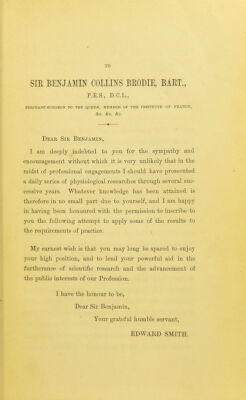 TO
SIR BENJAMIN COLLINS BRODIE, BART.,
F.R.S., D.C.L.,
SERJEANT-SURGEON TO THE QUEEN, MEMBER OF THE INSTITUTE OF FRANCE,
&c. &c. &c.
DEAR SIR BENJAMIN,
I am deeply indebted to you for the sympathy and
encouragement without which it is very unlikely that in the
midst of professional engagements I should have prosecuted
a daily series of physiological researches through several suc-
cessive years. Whatever knowledge has been attained is
therefore in no small part due to yourself, and I am happy
in having been honoured with the permission to inscribe to
you the following attempt to apply some of the results to
the requirements of practice.
My earnest wish is that you may long be spared to enjoy
your high position, and to lend your powerful aid in the
furtherance of scientific research and the advancement of
the public interests of our Profession.
I have the honour to be,
Dear Sir Benjamin,
Your grateful humble servant,
EDWARD SMITH.